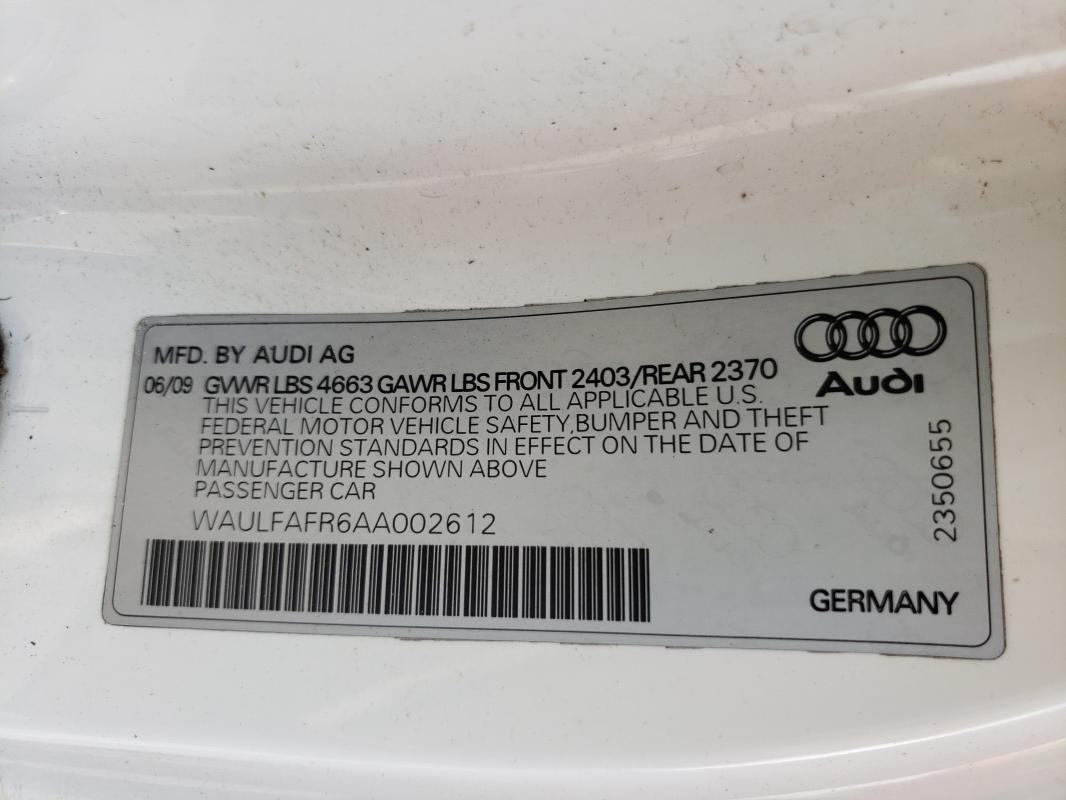 MFD. BY AUDI AG
06/09 GVWR LBS 4663 GAWR LBS FRONT 2403/REAR 2370
THIS VEHICLE CONFORMS TO ALL APPLICABLE U.S.
FEDERAL MOTOR VEHICLE SAFETY,BUMPER AND THEFT
PREVENTION STANDARDS IN EFFECT ON THE DATE OF
MANUFACTURE SHOWN ABOVE
PASSENGER CAR
WAULFAFR6AA002612
Audi
2350655
GERMANY